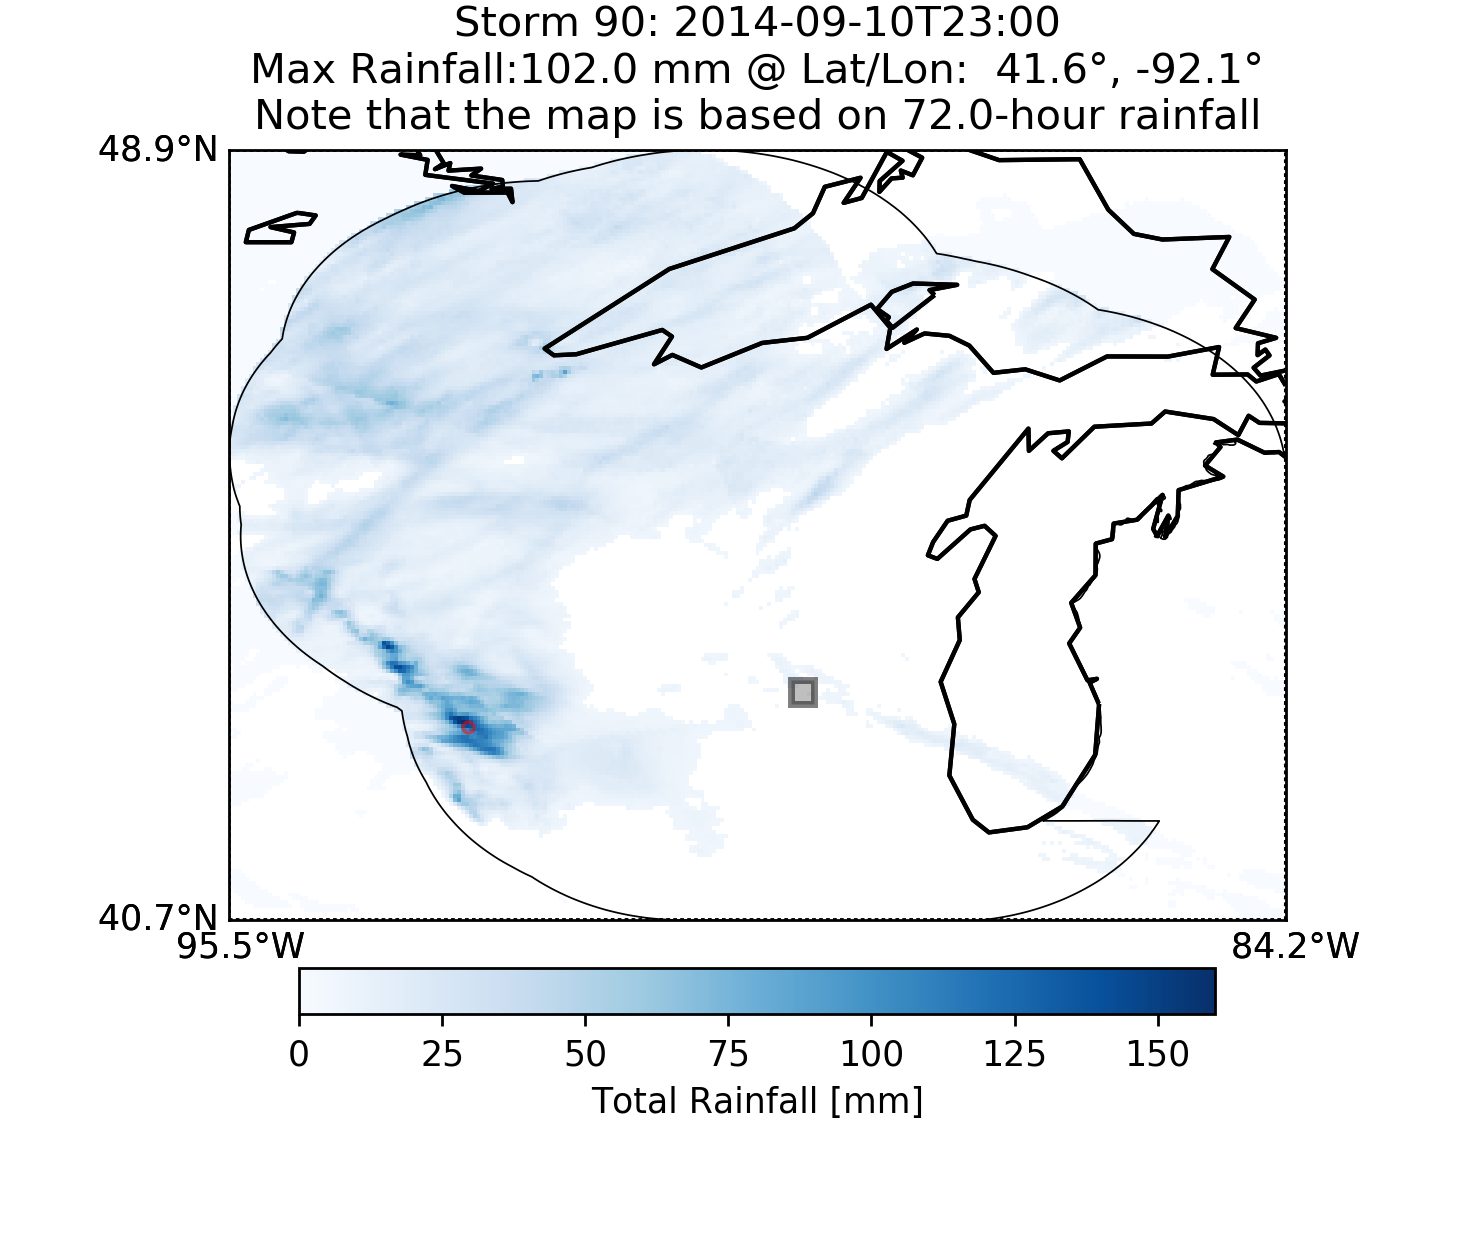 Storm 90: 2014-09-10T23:00
Max Rainfall:102.0 mm @ Lat/Lon:  41.6°, -92.1°
Note that the map is based on 72.0-hour rainfall
48.9°N
40.7°N
95.5°W 84.2°W
0 25 50 75 100 125 150
Total Rainfall [mm]